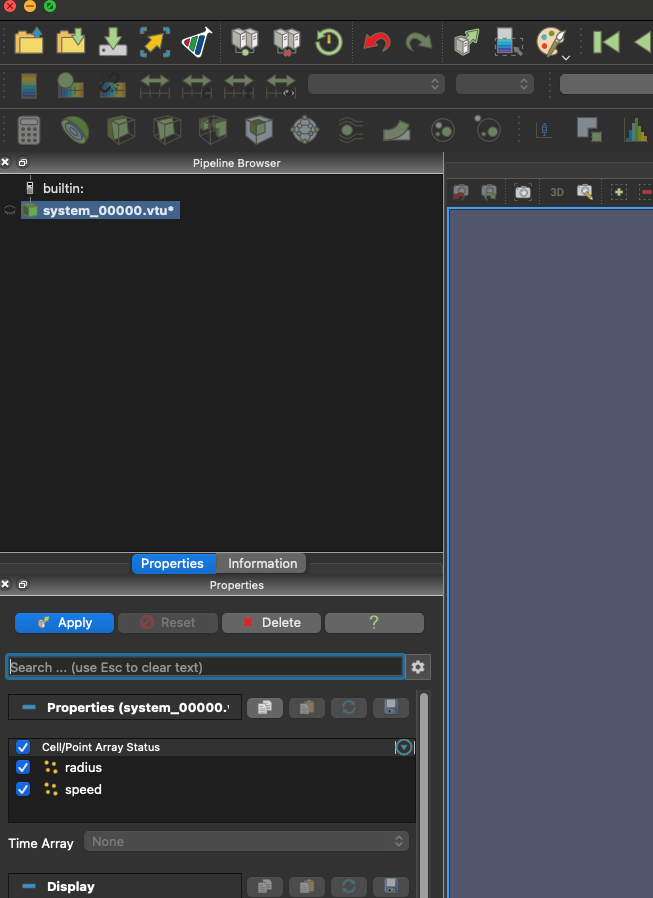 Pipeline Browser
builtin:
system_00000.vtu*
3D
Properties Information
Properties
Apply Reset Delete ?
Search ... (use Esc to clear text)
Properties (system_00000.
Cell/Point Array Status
radius
speed
Time Array None
Display